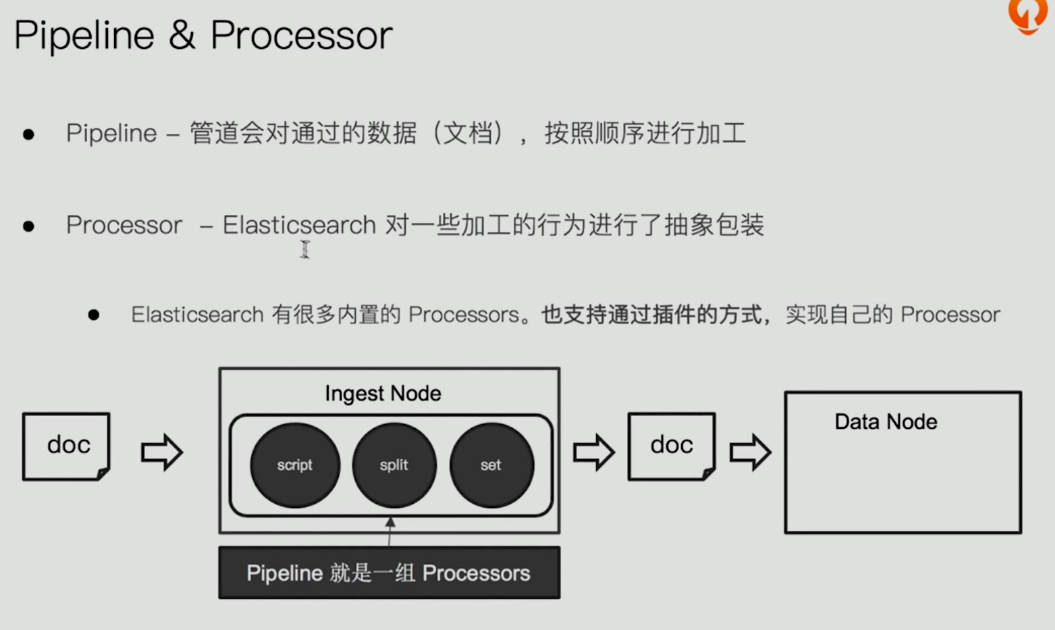 Pipeline & Processor
● Pipeline – 管道会对通过的数据（文档），按照顺序进行加工
● Processor – Elasticsearch 对一些加工的行为进行了抽象包装
● Elasticsearch 有很多内置的 Processors。也支持通过插件的方式，实现自己的 Processor
Ingest Node
Data Node
doc
script
split
set
doc
Pipeline 就是一组 Processors